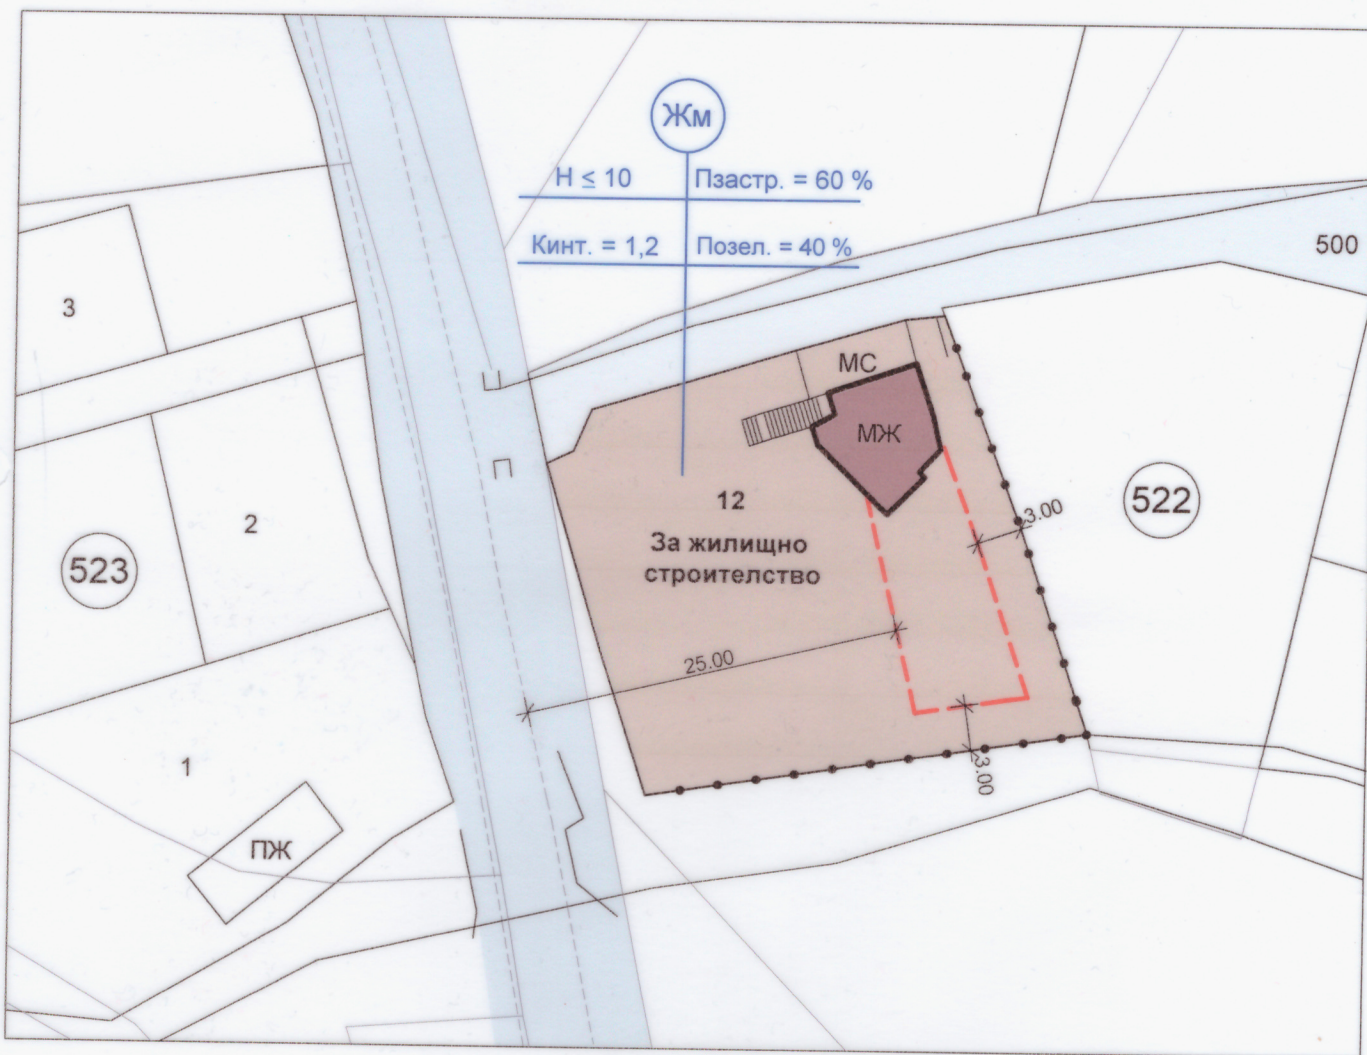 Жм
H ≤ 10 Пзастр. = 60 %
Кинт. = 1,2 Позел. = 40 %
500
3
МС
МЖ
12
За жилищно
строителство
3.00
522
523
2
25.00
3.00
1
ПЖ